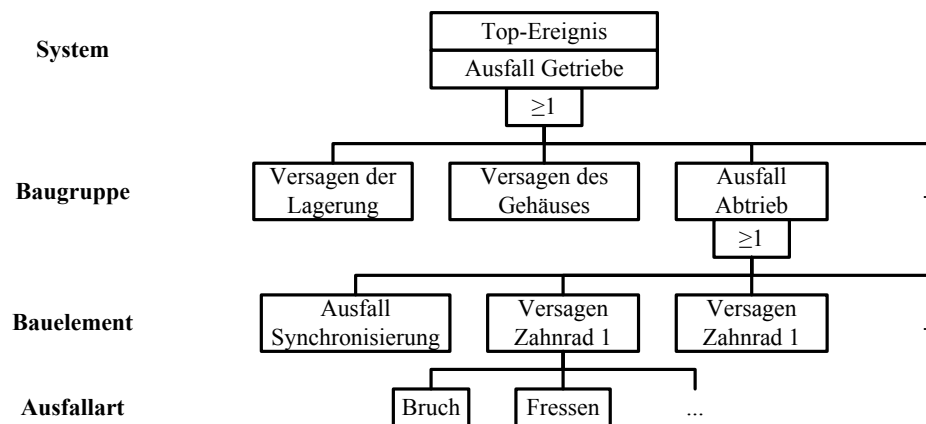 System
Top-Ereignis
Ausfall Getriebe
≥1
Baugruppe
Versagen der
Lagerung
Versagen des
Gehäuses
Ausfall
Abtrieb
≥1
Bauelement
Ausfall
Synchronisierung
Versagen
Zahnrad 1
Versagen
Zahnrad 1
Ausfallart
Bruch
Fressen
...